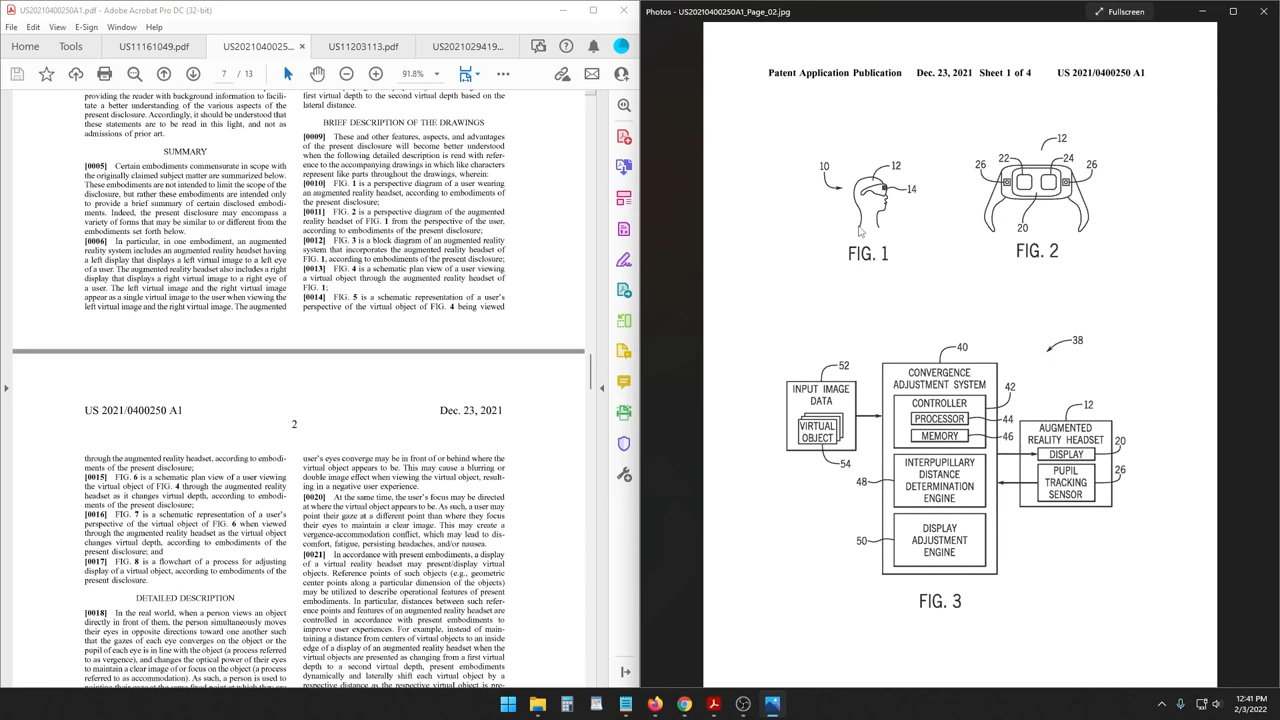 US20210400250A1.pdf - Adobe Acrobat Pro DC (32-bit)
File Edit View E-Sign Window Help
Home Tools US11161049.pdf US2021040025... US11203113.pdf US2021029419...
7 / 13 91.8%
providing the reader with background information to facili-
tate a better understanding of the various aspects of the
present disclosure. Accordingly, it should be understood that
these statements are to be read in this light, and not as
admissions of prior art.
SUMMARY
[0005] Certain embodiments commensurate in scope with
the originally claimed subject matter are summarized below.
These embodiments are not intended to limit the scope of the
disclosure, but rather these embodiments are intended only
to provide a brief summary of certain disclosed embodi-
ments. Indeed, the present disclosure may encompass a
variety of forms that may be similar to or different from the
embodiments set forth below.
[0006] In particular, in one embodiment, an augmented
reality system includes an augmented reality headset having
a left display that displays a left virtual image to a left eye
of a user. The augmented reality headset also includes a right
display that displays a right virtual image to a right eye of
a user. The left virtual image and the right virtual image
appear as a single virtual image to the user when viewing the
left virtual image and the right virtual image. The augmented
first virtual depth to the second virtual depth based on the
lateral distance.
BRIEF DESCRIPTION OF THE DRAWINGS
[0009] These and other features, aspects, and advantages
of the present disclosure will become better understood
when the following detailed description is read with refer-
ence to the accompanying drawings in which like characters
represent like parts throughout the drawings, wherein:
[0010] FIG. 1 is a perspective diagram of a user wearing
an augmented reality headset, according to embodiments of
the present disclosure;
[0011] FIG. 2 is a perspective diagram of the augmented
reality headset of FIG. 1 from the perspective of the user,
according to embodiments of the present disclosure;
[0012] FIG. 3 is a block diagram of an augmented reality
system that incorporates the augmented reality headset of
FIG. 1, according to embodiments of the present disclosure;
[0013] FIG. 4 is a schematic plan view of a user viewing
a virtual object through the augmented reality headset of
FIG. 1;
[0014] FIG. 5 is a schematic representation of a user's
perspective of the virtual object of FIG. 4 being viewed
US 2021/0400250 A1 Dec. 23, 2021
2
through the augmented reality headset, according to embodi-
ments of the present disclosure;
[0015] FIG. 6 is a schematic plan view of a user viewing
the virtual object of FIG. 4 through the augmented reality
headset as it changes virtual depth, according to embodi-
ments of the present disclosure;
[0016] FIG. 7 is a schematic representation of a user's
perspective of the virtual object of FIG. 6 when viewed
through the augmented reality headset as the virtual object
changes virtual depth, according to embodiments of the
present disclosure; and
[0017] FIG. 8 is a flowchart of a process for adjusting
display of a virtual object, according to embodiments of the
present disclosure.
DETAILED DESCRIPTION
[0018] In the real world, when a person views an object
directly in front of them, the person simultaneously moves
their eyes in opposite directions toward one another such
that the gazes of each eye converges on the object or the
pupil of each eye is in line with the object (a process referred
to as vergence), and changes the optical power of their eyes
to maintain a clear image of or focus on the object (a process
referred to as accommodation). As such, a person is used to
user's eyes converge may be in front of or behind where the
virtual object appears to be. This may cause a blurring or
double image effect when viewing the virtual object, result-
ing in a negative user experience.
[0020] At the same time, the user's focus may be directed
at where the virtual object appears to be. As such, a user may
point their gaze at a different point than where they focus
their eyes to maintain a clear image. This may create a
vergence-accommodation conflict, which may lead to dis-
comfort, fatigue, persisting headaches, and/or nausea.
[0021] In accordance with present embodiments, a display
of a virtual reality headset may present/display virtual
objects. Reference points of such objects (e.g., geometric
center points along a particular dimension of the objects)
may be utilized to describe operational features of present
embodiments. In particular, distances between such refer-
ence points and features of an augmented reality headset are
controlled in accordance with present embodiments to
improve user experiences. For example, instead of main-
taining a distance from centers of virtual objects to an inside
edge of a display of an augmented reality headset when the
virtual objects are presented as changing from a first virtual
depth to a second virtual depth, present embodiments
dynamically and laterally shift each virtual object by a
respective distance as the respective virtual object is pre-
Photos - US20210400250A1_Page_02.jpg
Fullscreen
Patent Application Publication Dec. 23, 2021 Sheet 1 of 4 US 2021/0400250 A1
10
12
14
FIG. 1
12
22
24
26
26
20
FIG. 2
38
52
INPUT IMAGE
DATA
VIRTUAL
OBJECT
54
40
CONVERGENCE
ADJUSTMENT SYSTEM
42
CONTROLLER
PROCESSOR
44
MEMORY
46
48
INTERPUPILLARY
DISTANCE
DETERMINATION
ENGINE
50
DISPLAY
ADJUSTMENT
ENGINE
12
AUGMENTED
REALITY HEADSET
DISPLAY
20
PUPIL
TRACKING
SENSOR
26
FIG. 3
12:41 PM
2/3/2022